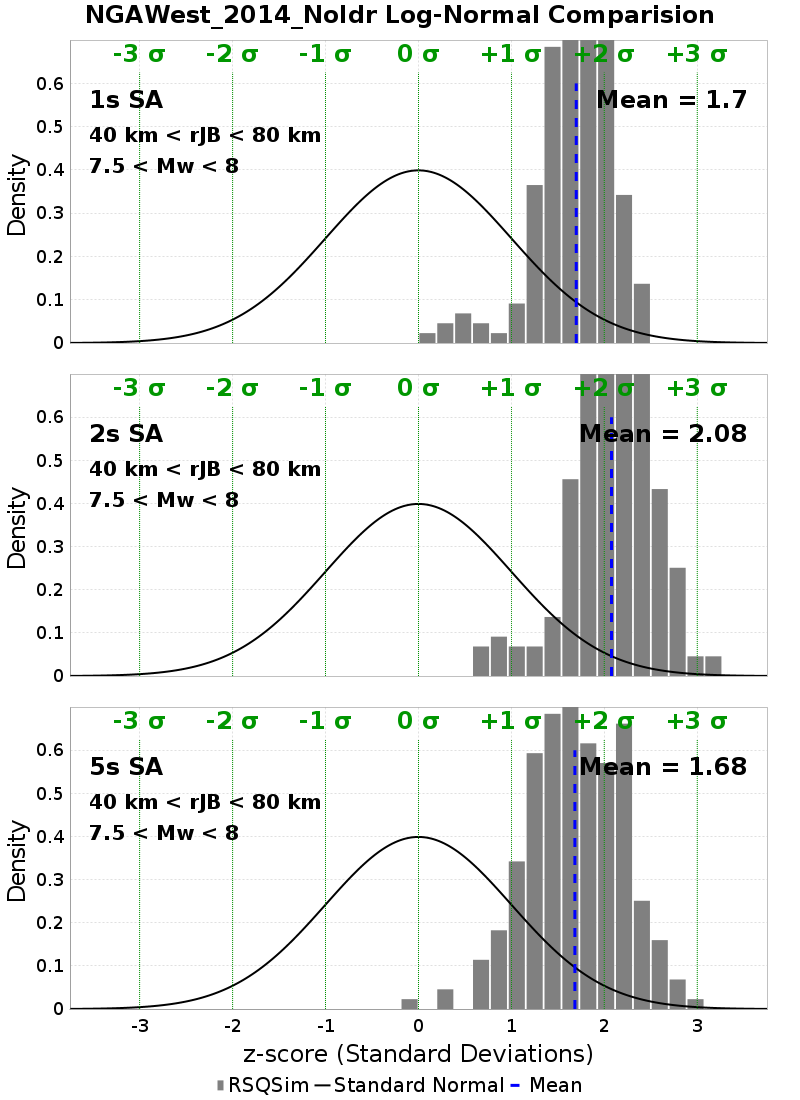 NGAWest_2014_NoIdr Log-Normal Comparision
-3 σ -2 σ -1 σ 0 σ +1 σ +2 σ +3 σ
0.6
1s SA Mean = 1.7
0.5
40 km < rJB < 80 km
7.5 < Mw < 8
0.4
Density
0.3
0.2
0.1
0
-3 σ -2 σ -1 σ 0 σ +1 σ +2 σ +3 σ
0.6
2s SA Mean = 2.08
0.5
40 km < rJB < 80 km
7.5 < Mw < 8
0.4
Density
0.3
0.2
0.1
0
-3 σ -2 σ -1 σ 0 σ +1 σ +2 σ +3 σ
0.6
5s SA Mean = 1.68
0.5
40 km < rJB < 80 km
7.5 < Mw < 8
0.4
Density
0.3
0.2
0.1
0
-3 -2 -1 0 1 2 3
z-score (Standard Deviations)
RSQSim Standard Normal Mean